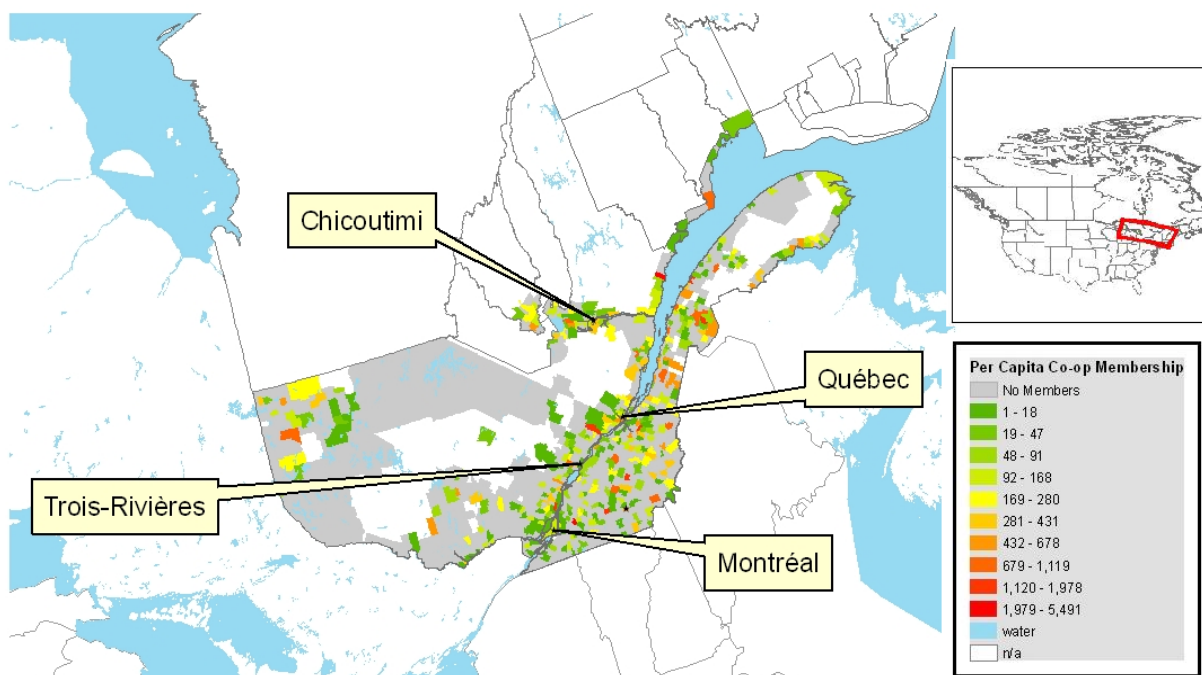 Chicoutimi
Québec
Trois-Rivières
Montréal
Per Capita Co-op Membership
No Members
1 - 18
19 - 47
48 - 91
92 - 168
169 - 280
281 - 431
432 - 678
679 - 1,119
1,120 - 1,978
1,979 - 5,491
water
n/a